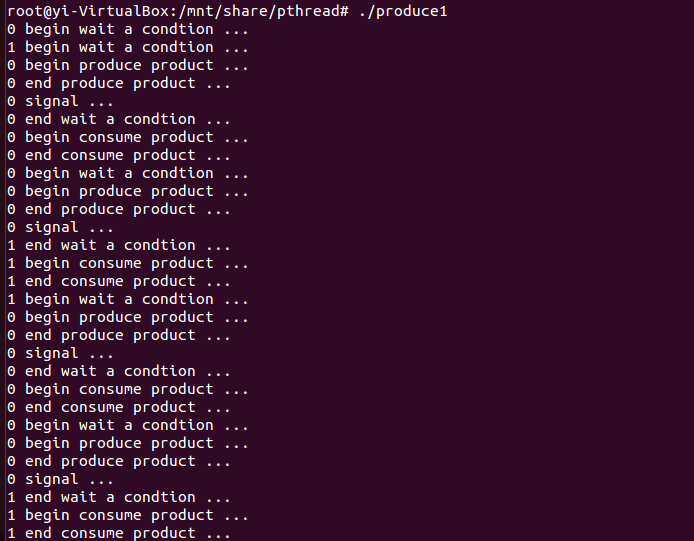 root@yi-VirtualBox:/mnt/share/pthread# ./produce1
0 begin wait a condtion ...
1 begin wait a condtion ...
0 begin produce product ...
0 end produce product ...
0 signal ...
0 end wait a condtion ...
0 begin consume product ...
0 end consume product ...
0 begin wait a condtion ...
0 begin produce product ...
0 end produce product ...
0 signal ...
1 end wait a condtion ...
1 begin consume product ...
1 end consume product ...
1 begin wait a condtion ...
0 begin produce product ...
0 end produce product ...
0 signal ...
0 end wait a condtion ...
0 begin consume product ...
0 end consume product ...
0 begin wait a condtion ...
0 begin produce product ...
0 end produce product ...
0 signal ...
1 end wait a condtion ...
1 begin consume product ...
1 end consume product ...